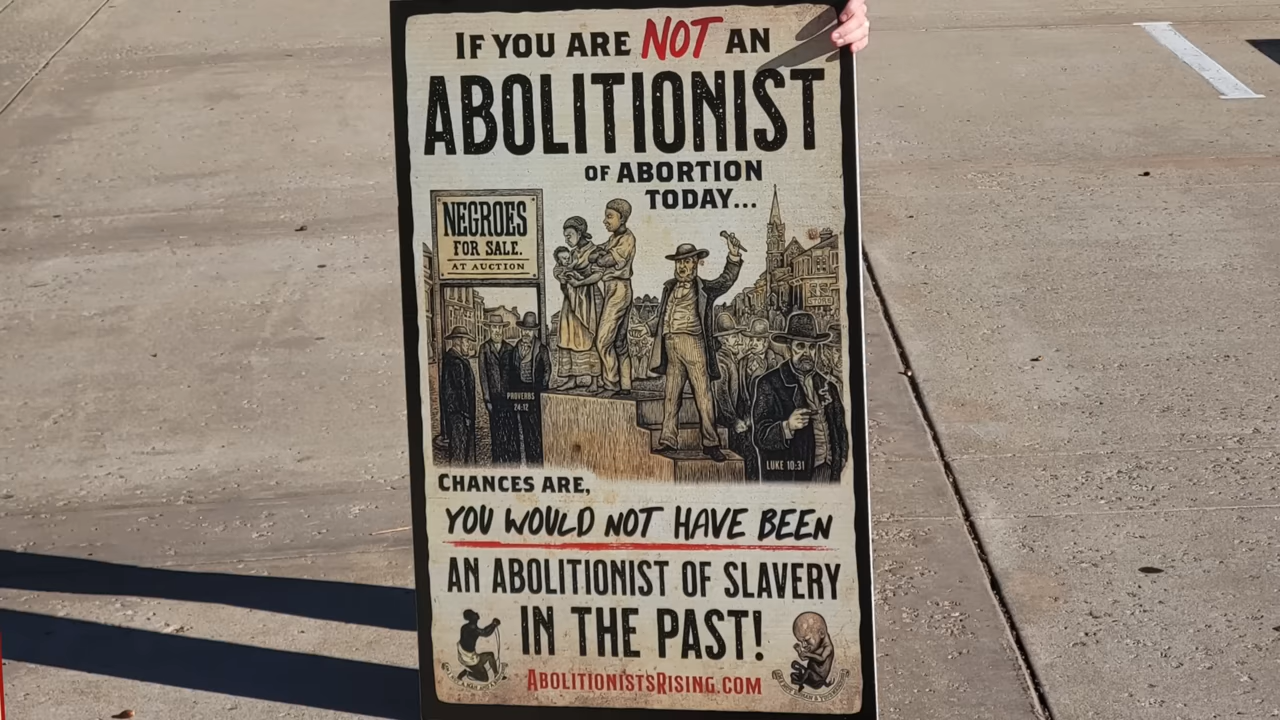 IF YOU ARE NOT AN
ABOLITIONIST
OF ABORTION
TODAY...
NEGROES
FOR SALE.
AT AUCTION
STORE
PROVERBS
24:12
LUKE 10:31
CHANCES ARE,
YOU WOULD NOT HAVE BEEN
AN ABOLITIONIST OF SLAVERY
IN THE PAST!
ABOLITIONISTSRISING.COM